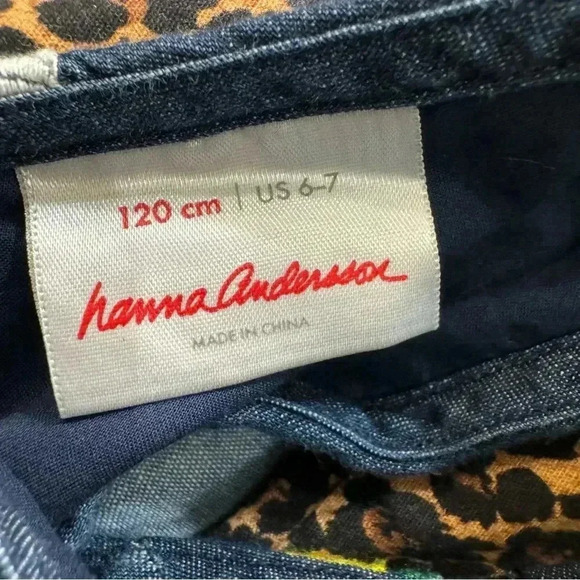 120 cm | US 6–7
hanna Andersson
MADE IN CHINA